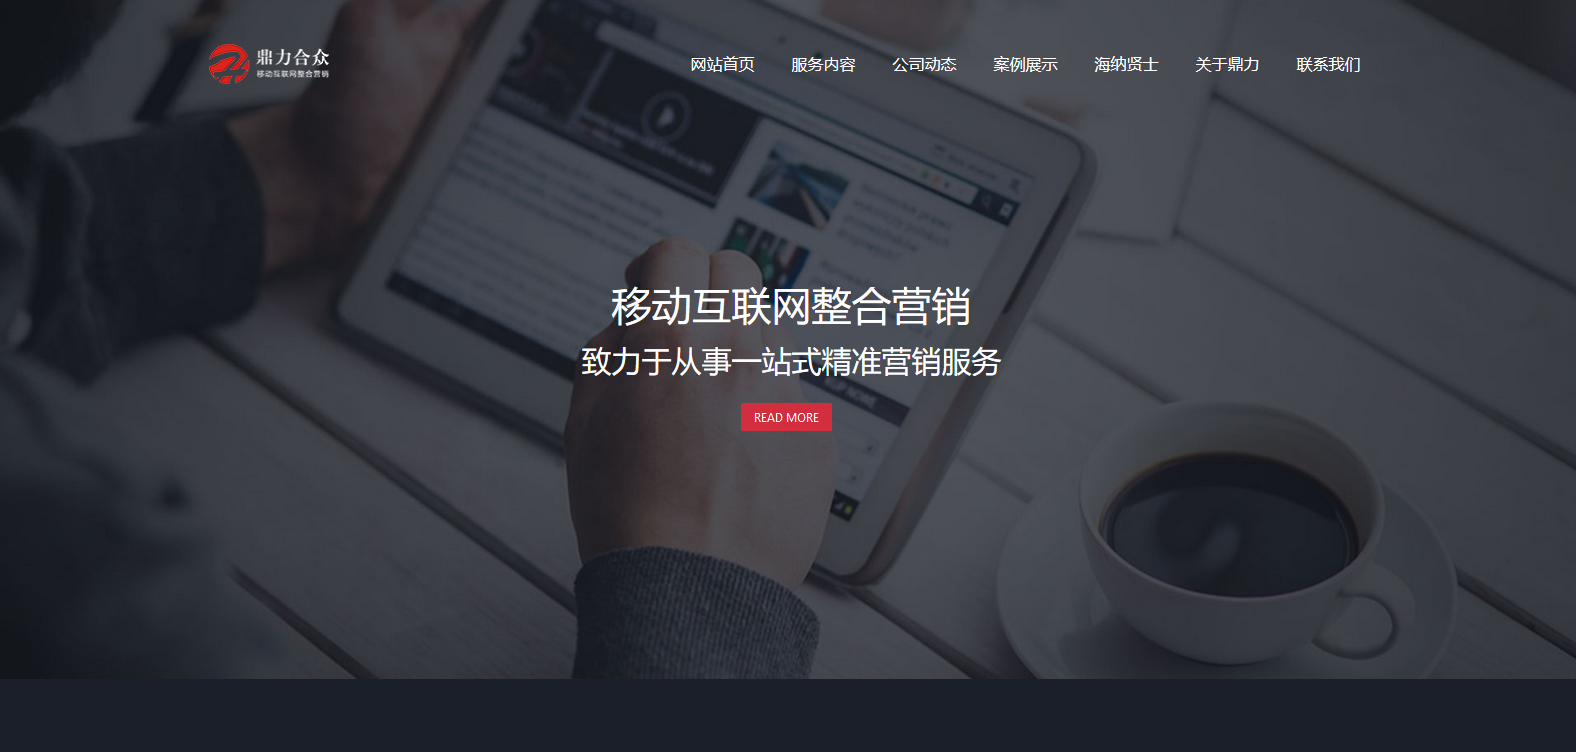 鼎力合众
移动互联网整合营销
网站首页 服务内容 公司动态 案例展示 海纳贤士 关于鼎力 联系我们
移动互联网整合营销
致力于从事一站式精准营销服务
READ MORE